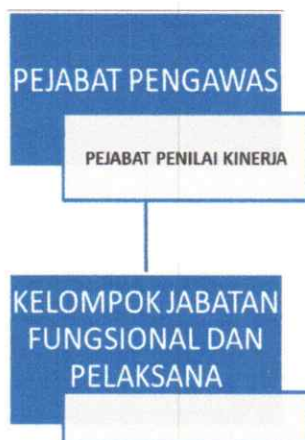 PEJABAT PENGAWAS
PEJABAT PENILAI KINERJA
KELOMPOK JABATAN
FUNGSIONAL DAN
PELAKSANA